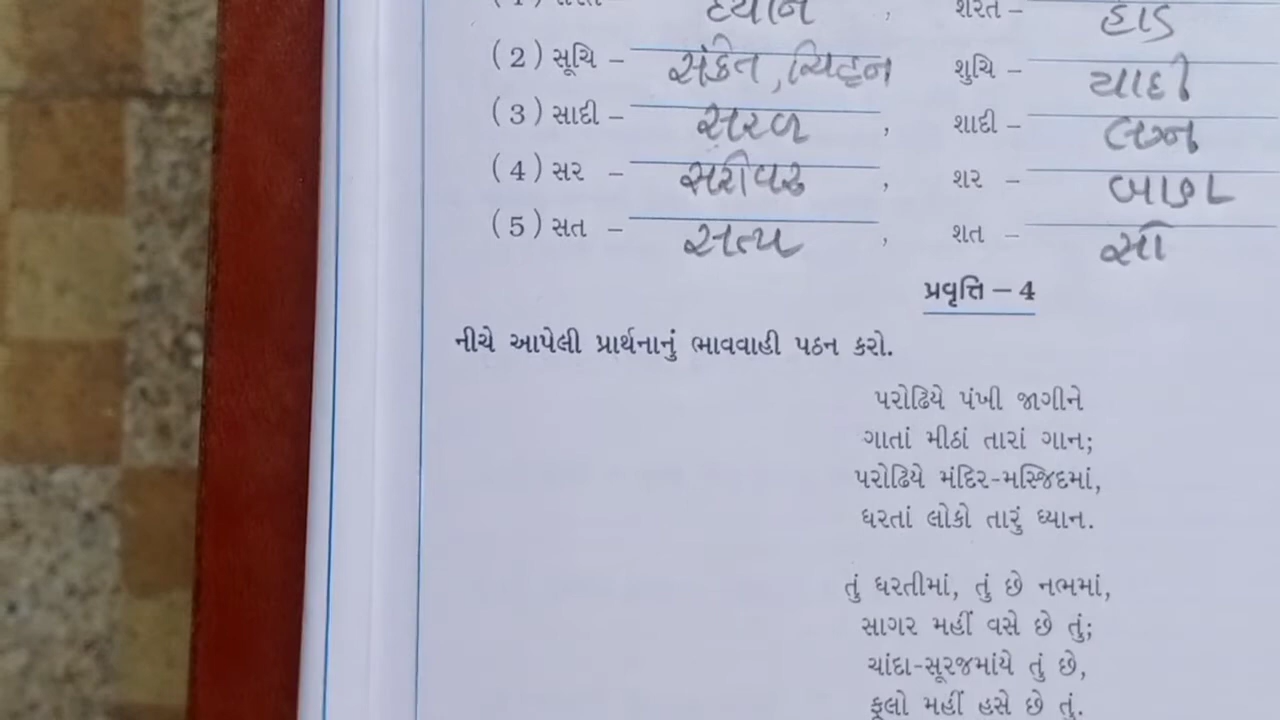 ધ્યાન , શરત – હોડ
(2) સૂચિ – સંકેત, ચિહ્ન શુચિ – યાદી
(3) સાદી – સરળ , શાદી – લગ્ન
(4) સર – સરોવર , શર – બાણ
(5) સત – સત્ય , શત – સો
પ્રવૃત્તિ – 4
નીચે આપેલી પ્રાર્થનાનું ભાવવાહી પઠન કરો.
પરોઢિયે પંખી જાગીને
ગાતાં મીઠાં તારાં ગાન;
પરોઢિયે મંદિર-મસ્જિદમાં,
ધરતાં લોકો તારું ધ્યાન.
તું ધરતીમાં, તું છે નભમાં,
સાગર મહીં વસે છે તું;
ચાંદા-સૂરજમાંયે તું છે,
ફૂલો મહીં હસે છે તું.